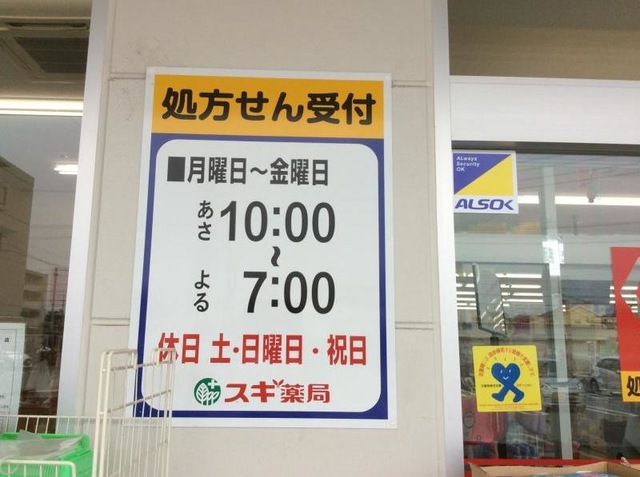 処方せん受付
■月曜日～金曜日
あさ 10:00
～
よる 7:00
休日 土・日曜日・祝日
スギ薬局
ALways
Security
OK
ALSOK
処